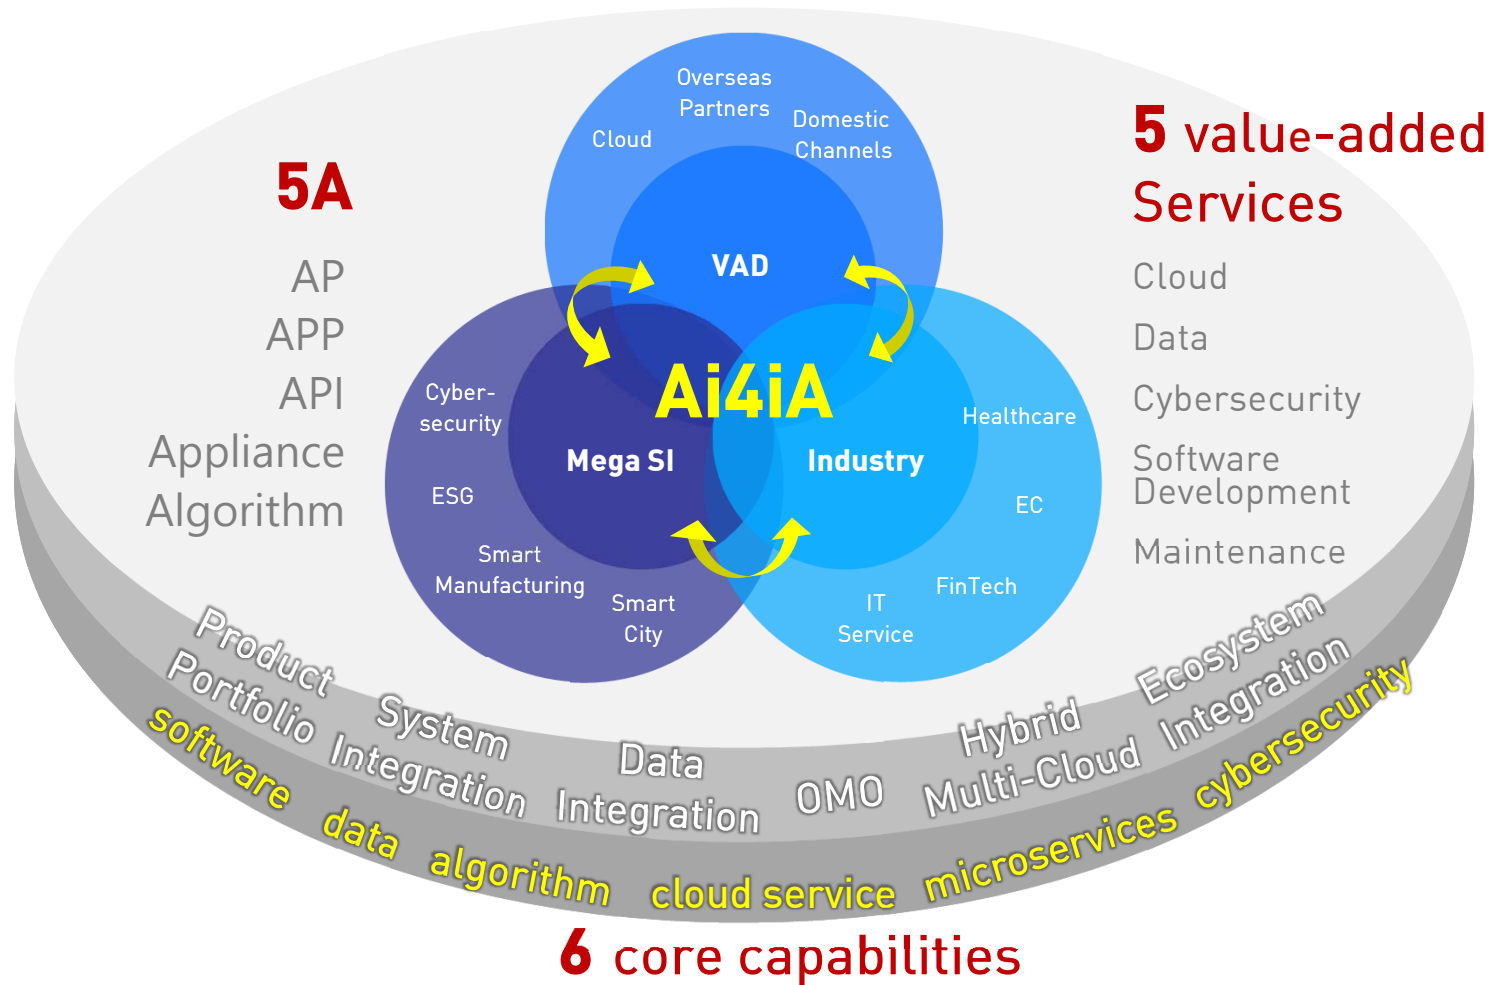 5A
AP
APP
API
Appliance
Algorithm
Overseas
Partners
Cloud
Domestic
Channels
VAD
Ai4iA
Cyber-
security
Mega SI
ESG
Smart
Manufacturing
Smart
City
Industry
Healthcare
EC
FinTech
IT
Service
5 value-added
Services
Cloud
Data
Cybersecurity
Software
Development
Maintenance
Product
Portfolio
System
Integration
Data
Integration
OMO
Hybrid
Multi-Cloud
Ecosystem
Integration
software
data
algorithm
cloud service
microservices
cybersecurity
6 core capabilities